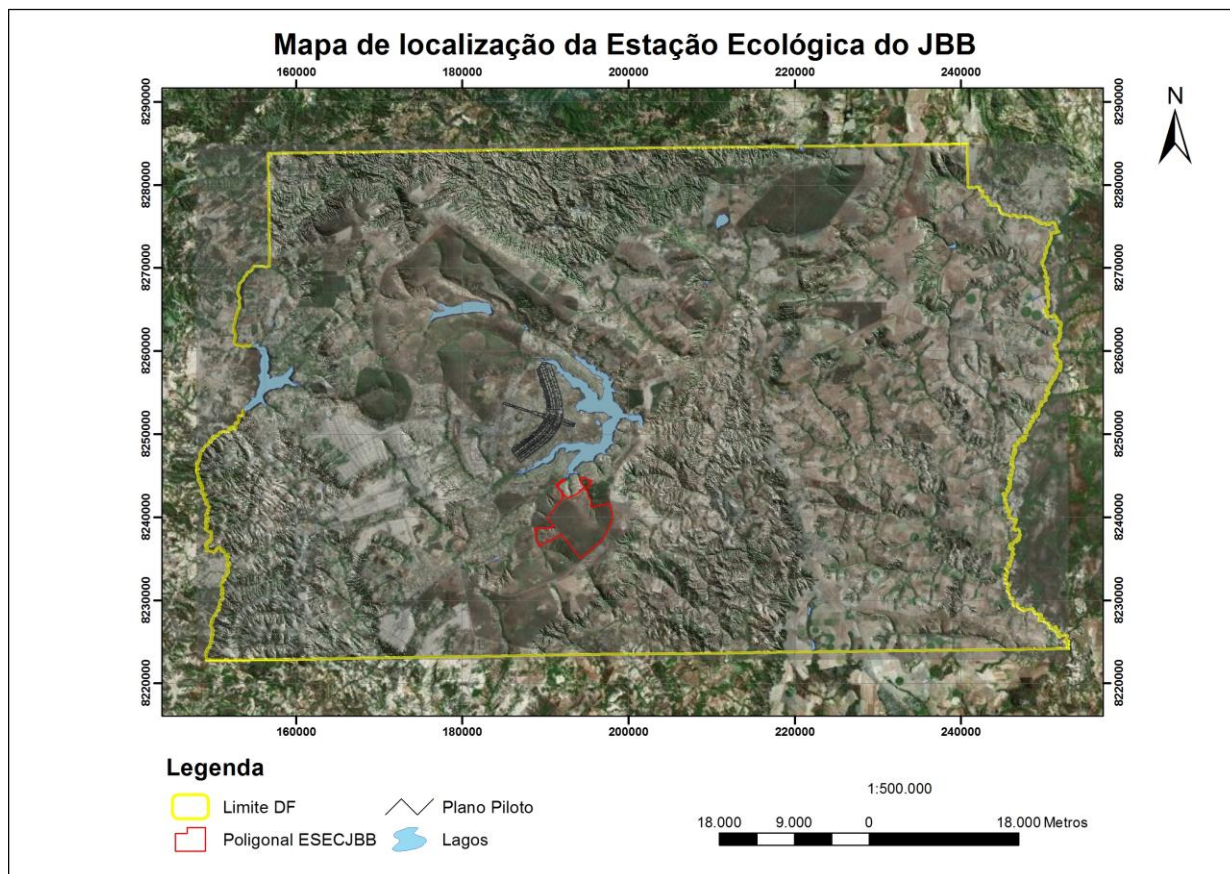 Mapa de localização da Estação Ecológica do JBB
160000 180000 200000 220000 240000
N
8290000 8290000
8280000 8280000
8270000 8270000
8260000 8260000
8250000 8250000
8240000 8240000
8230000 8230000
8220000 8220000
160000 180000 200000 220000 240000
Legenda
Limite DF
Plano Piloto
Poligonal ESECJBB
Lagos
1:500.000
18.000 9.000 0 18.000 Metros